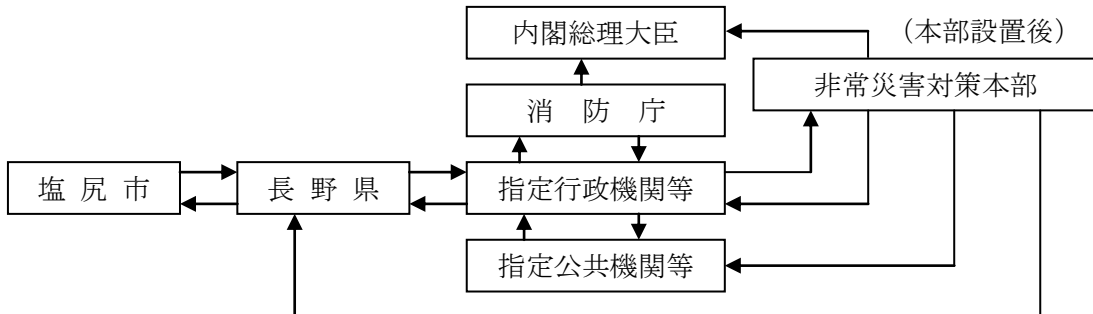 内閣総理大臣
（本部設置後）
非常災害対策本部
消　防　庁
塩 尻 市
長 野 県
指定行政機関等
指定公共機関等